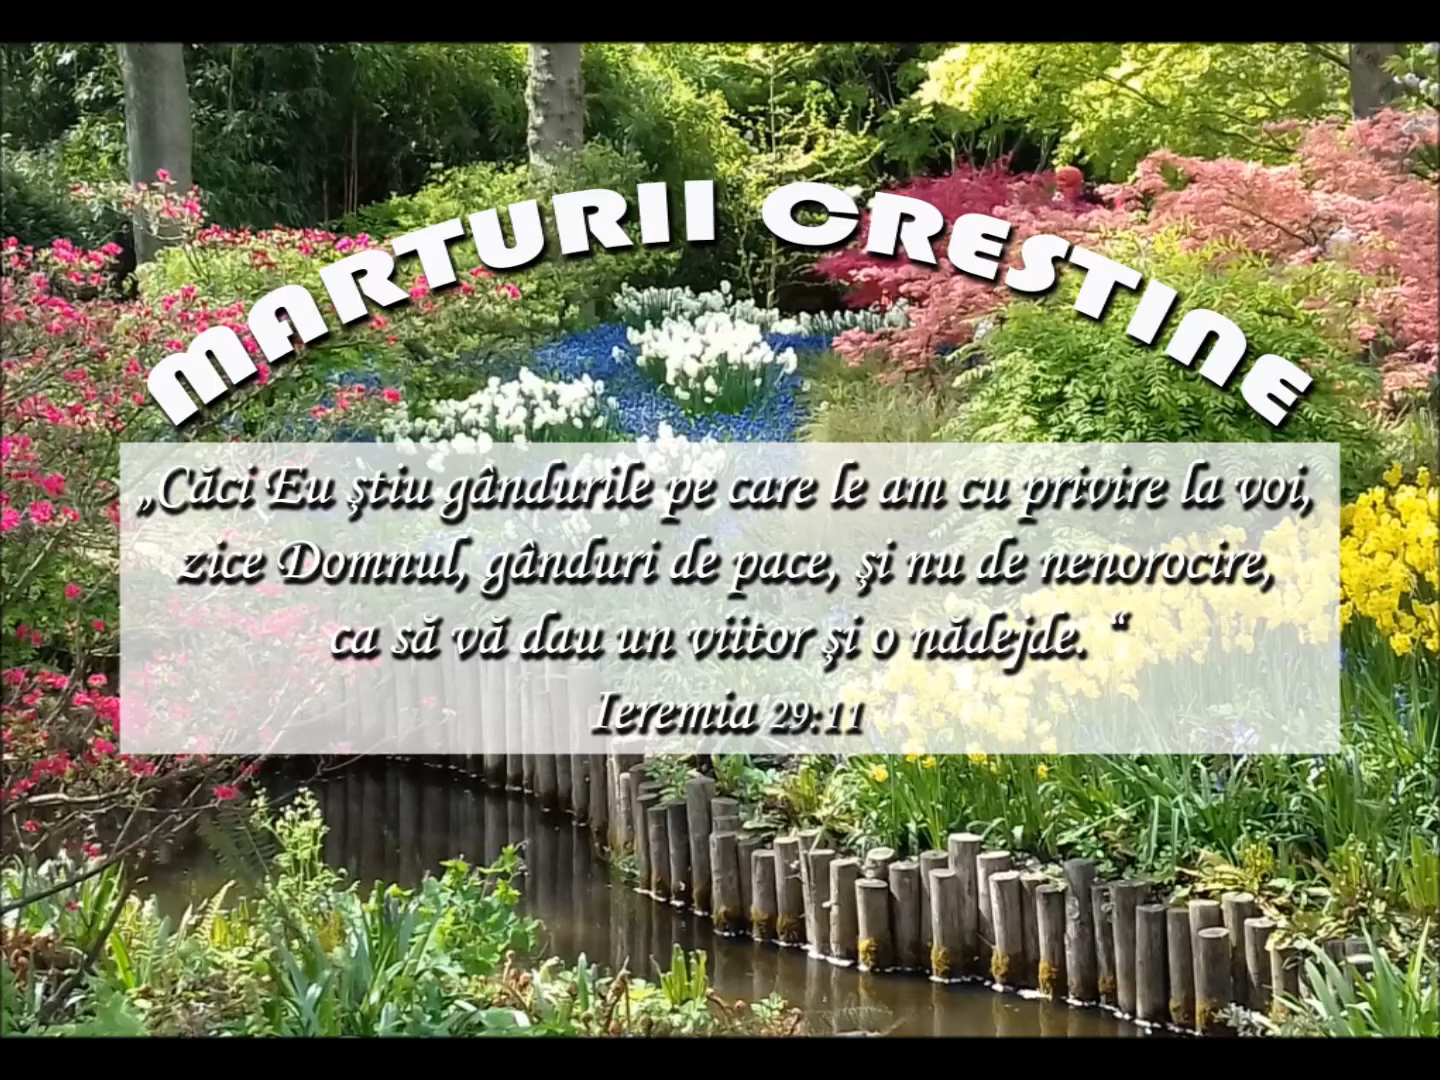 MARTURII CRESTINE
„Căci Eu ştiu gândurile pe care le am cu privire la voi,
zice Domnul, gânduri de pace, şi nu de nenorocire,
ca să vă dau un viitor şi o nădejde. “
Ieremia 29:11